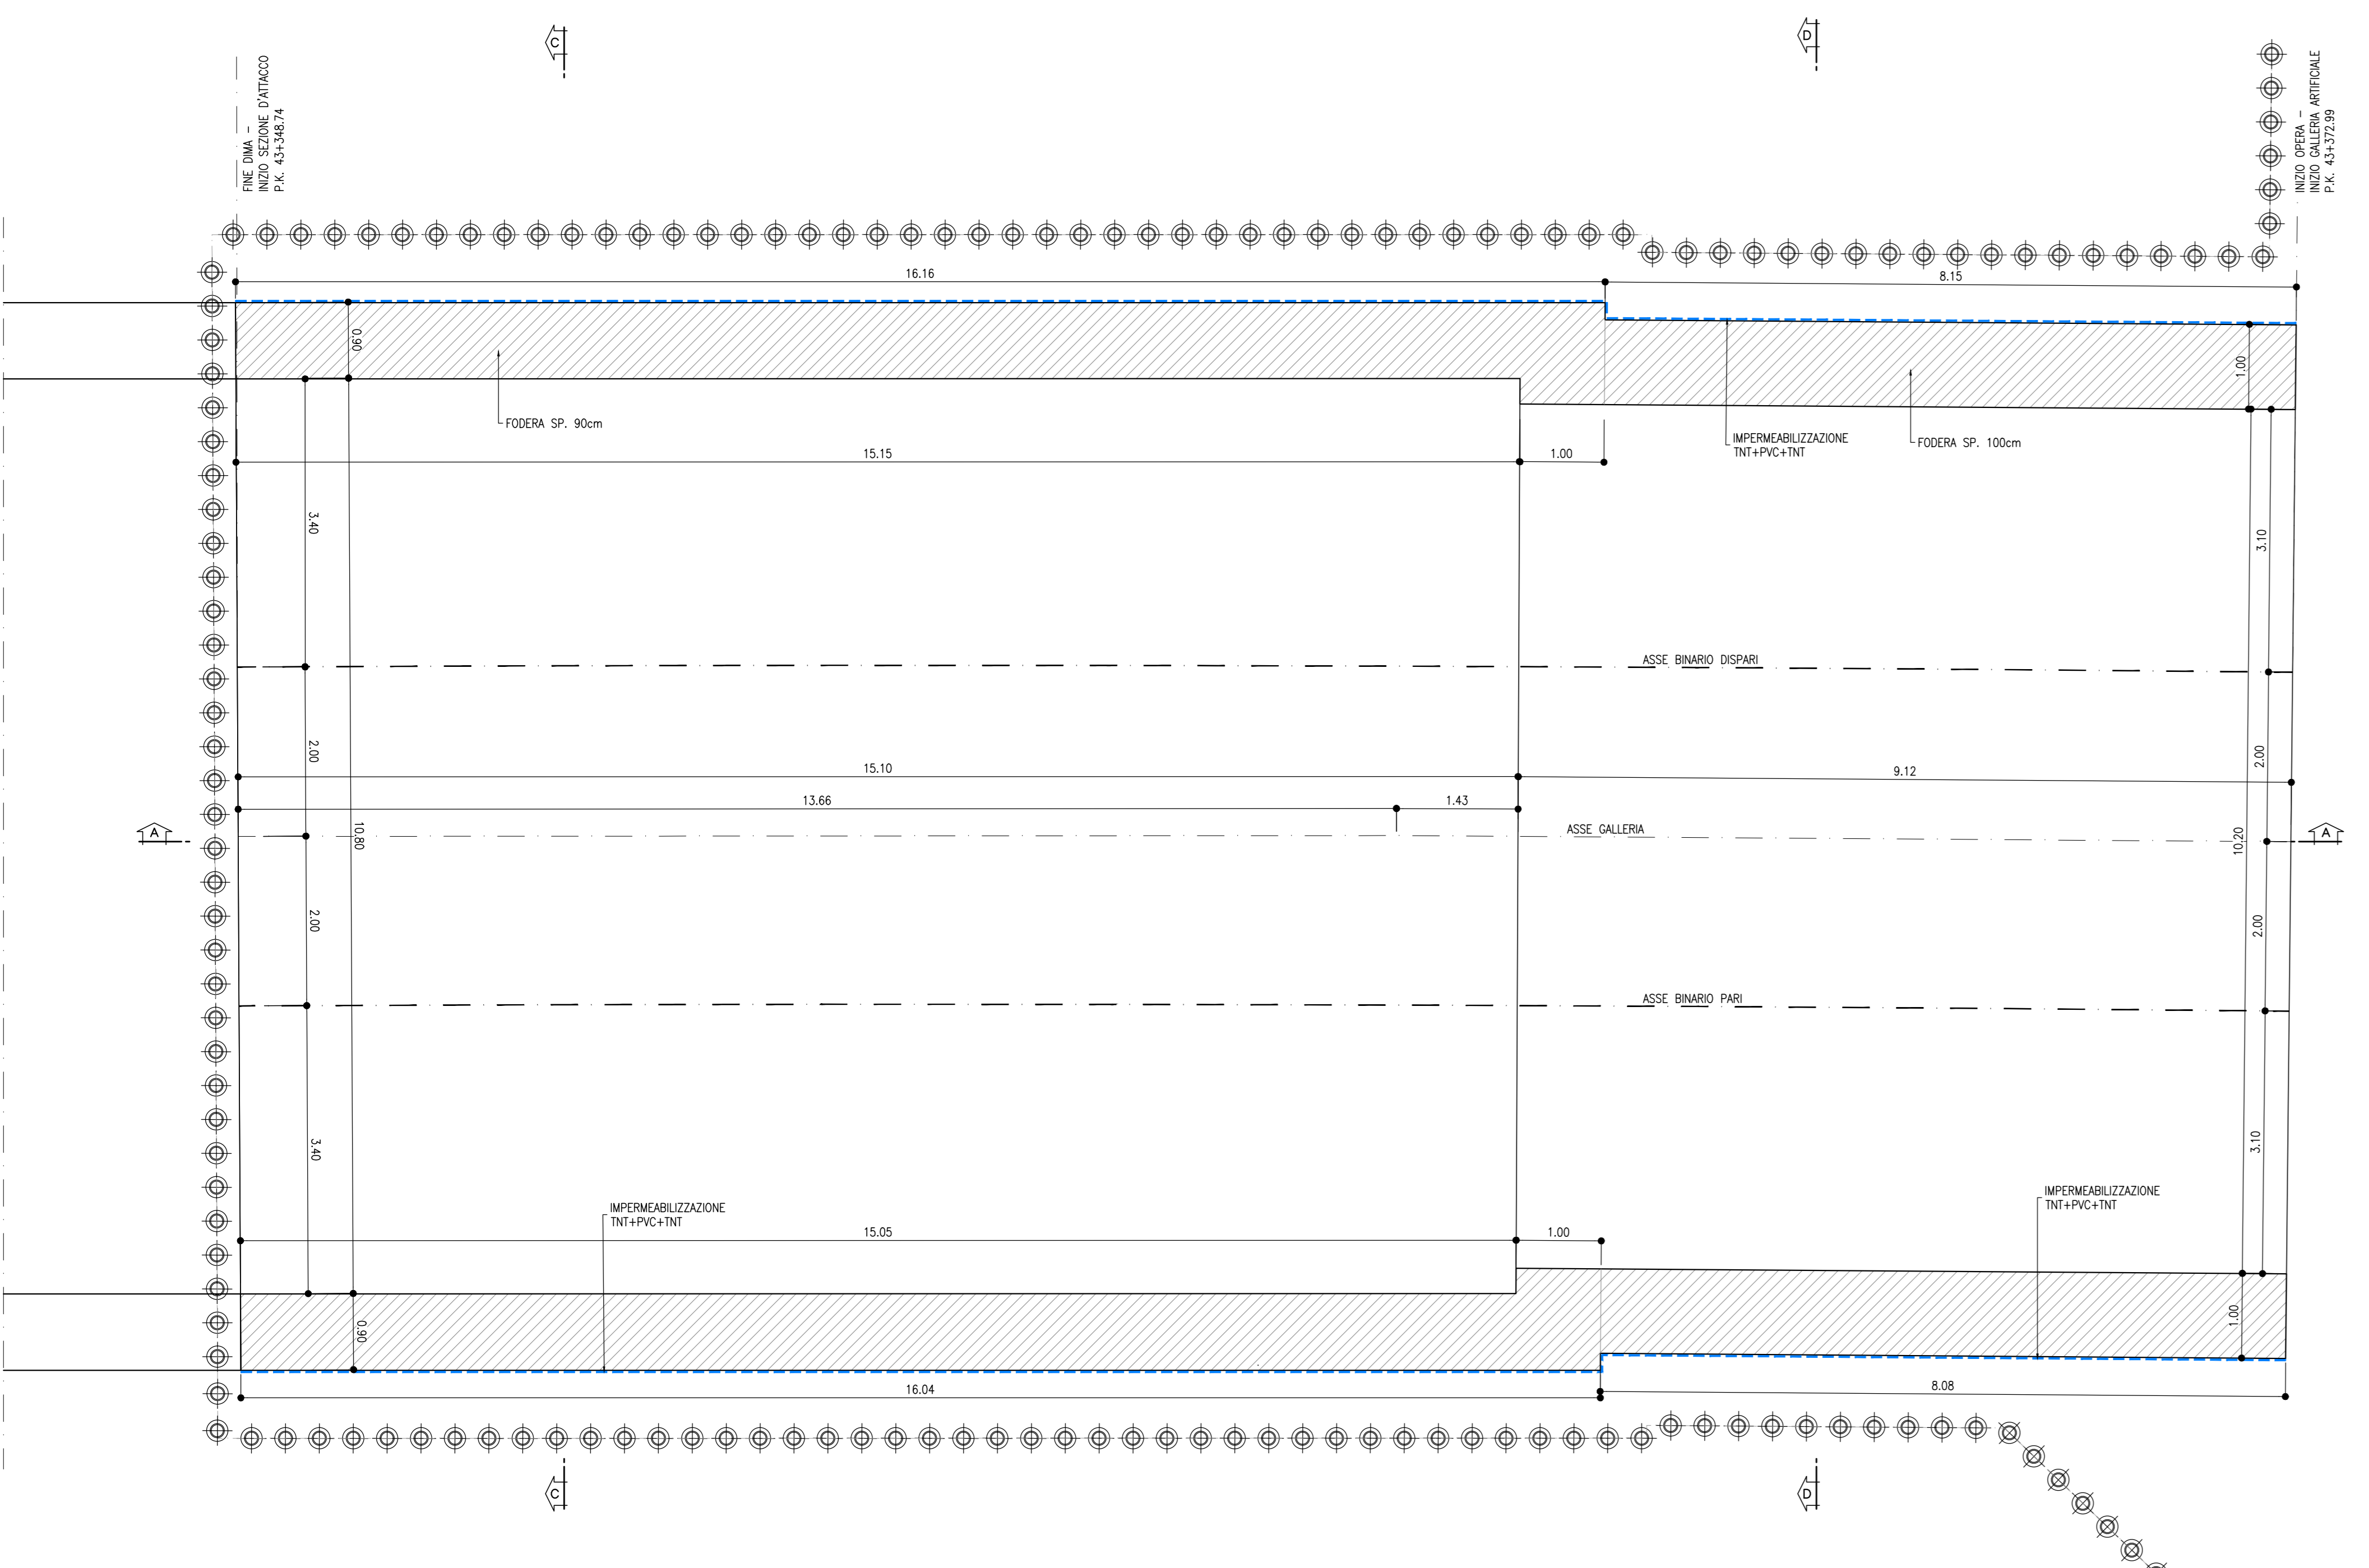 C
D
FINE DIMA –
INIZIO SEZIONE D'ATTACCO
P.K. 43+348.74
INIZIO OPERA –
INIZIO GALLERIA ARTIFICIALE
P.K. 43+372.99
16.16
8.15
0.90
1.00
FODERA SP. 90cm
IMPERMEABILIZZAZIONE
TNT+PVC+TNT
FODERA SP. 100cm
15.15
1.00
3.40
3.10
ASSE BINARIO DISPARI
2.00
2.00
15.10
9.12
13.66
1.43
A
10.80
ASSE GALLERIA
10.20
A
2.00
2.00
ASSE BINARIO PARI
3.40
3.10
IMPERMEABILIZZAZIONE
TNT+PVC+TNT
IMPERMEABILIZZAZIONE
TNT+PVC+TNT
15.05
1.00
0.90
1.00
16.04
8.08
C
D